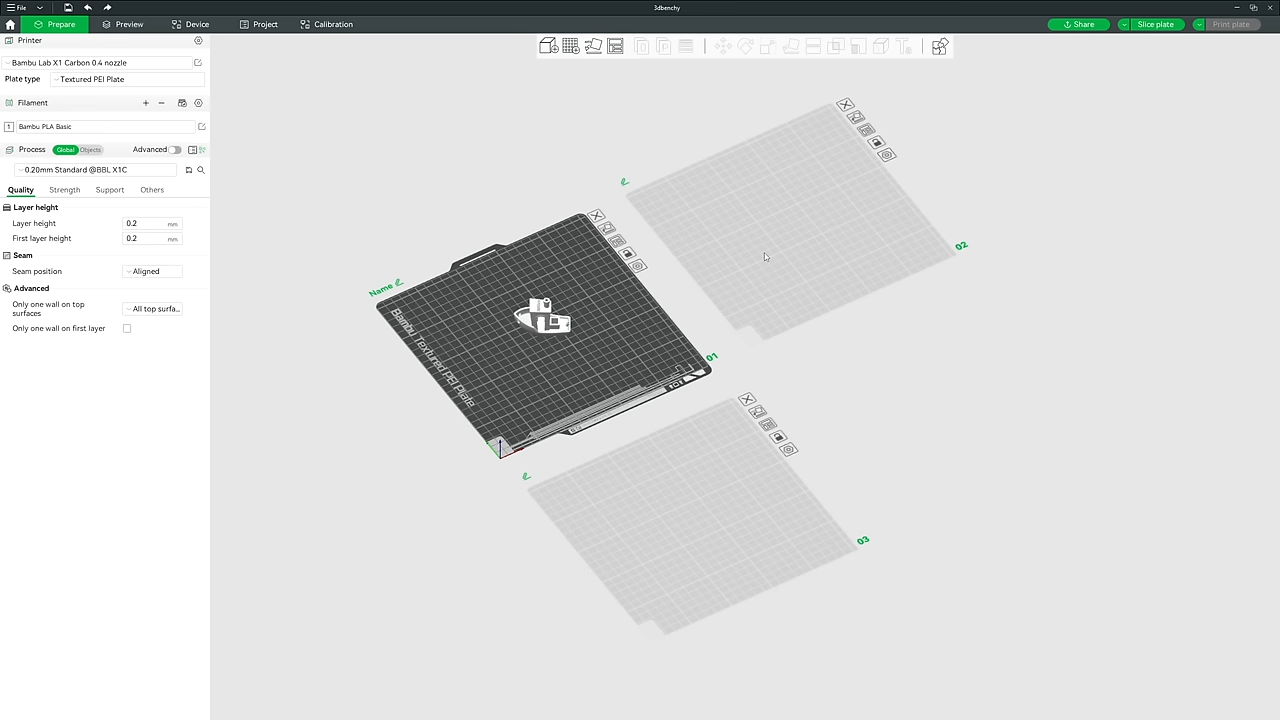 File
3dbenchy
Prepare
Preview
Device
Project
Calibration
Share
Slice plate
Print plate
Printer
Bambu Lab X1 Carbon 0.4 nozzle
Plate type
Textured PEI Plate
Filament
1
Bambu PLA Basic
Process
Global
Objects
Advanced
0.20mm Standard @BBL X1C
Quality
Strength
Support
Others
Layer height
Layer height
0.2
mm
First layer height
0.2
mm
Seam
Seam position
Aligned
Advanced
Only one wall on top
surfaces
All top surfa...
Only one wall on first layer
Name
Bambu Textured PEI Plate
01
02
03